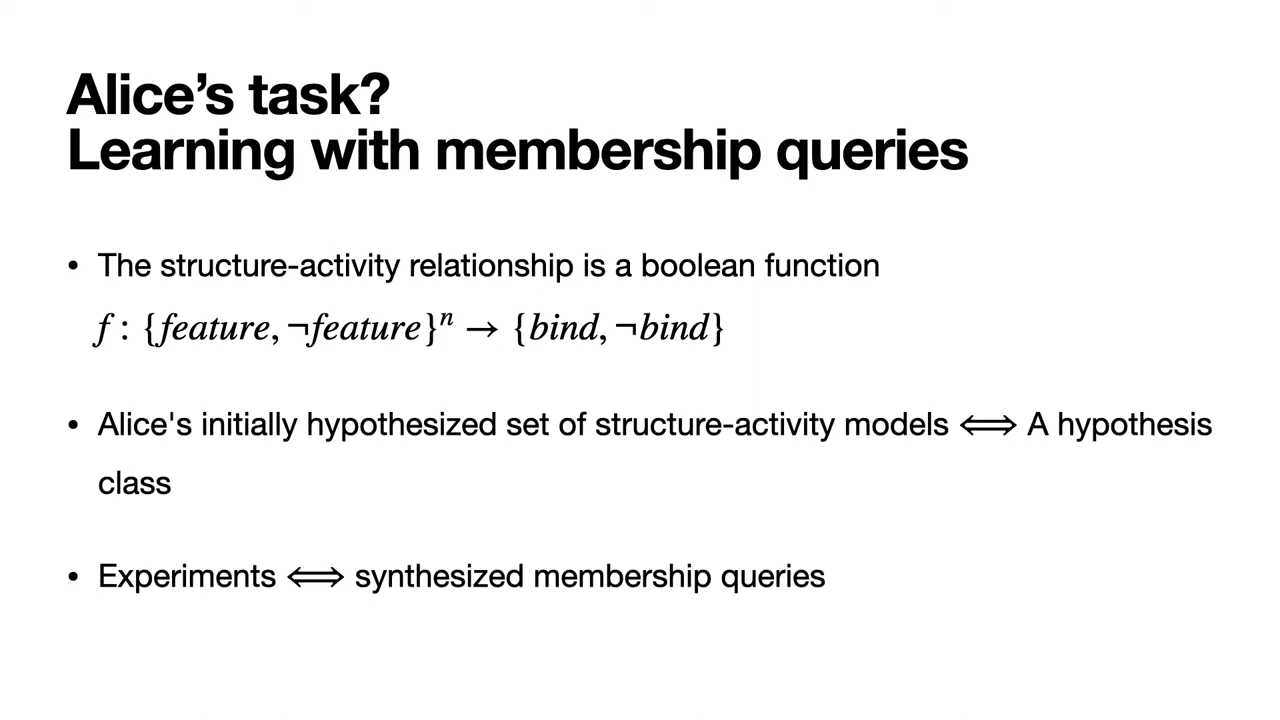 Alice’s task?
Learning with membership queries
• The structure-activity relationship is a boolean function
f : {feature, ¬feature}ⁿ → {bind, ¬bind}
• Alice's initially hypothesized set of structure-activity models ⟺ A hypothesis
class
• Experiments ⟺ synthesized membership queries